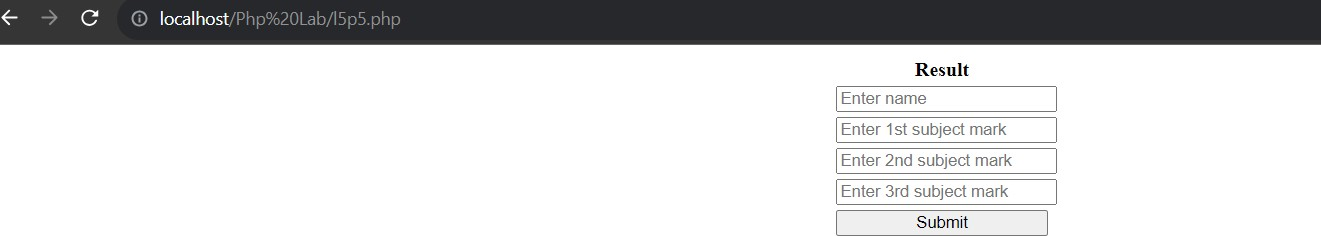 localhost/Php%20Lab/l5p5.php
Result
Enter name
Enter 1st subject mark
Enter 2nd subject mark
Enter 3rd subject mark
Submit